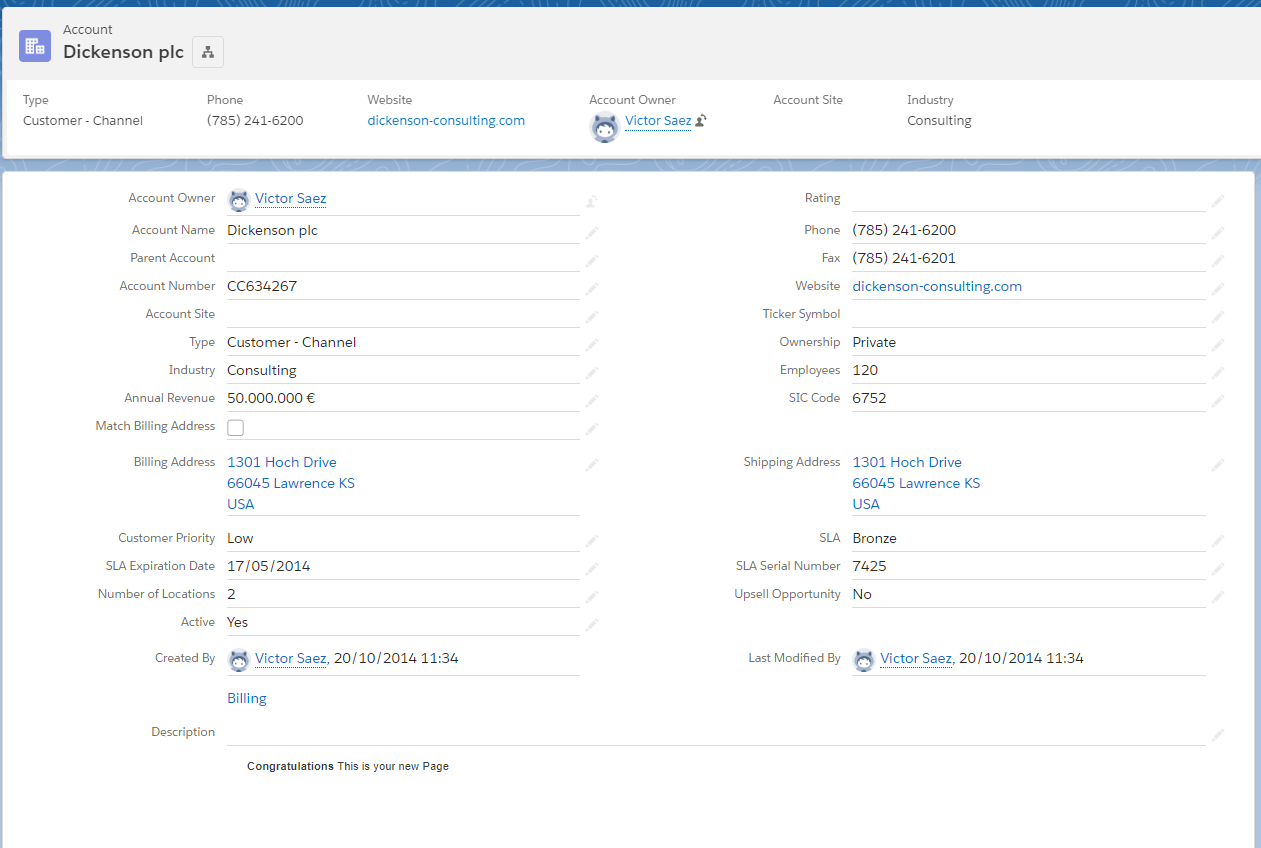 Account
Dickenson plc
Type Phone Website Account Owner Account Site Industry
Customer - Channel (785) 241-6200 dickenson-consulting.com Victor Saez Consulting
Account Owner Victor Saez Rating
Account Name Dickenson plc Phone (785) 241-6200
Parent Account Fax (785) 241-6201
Account Number CC634267 Website dickenson-consulting.com
Account Site Ticker Symbol
Type Customer - Channel Ownership Private
Industry Consulting Employees 120
Annual Revenue 50.000.000 € SIC Code 6752
Match Billing Address
Billing Address 1301 Hoch Drive Shipping Address 1301 Hoch Drive
66045 Lawrence KS 66045 Lawrence KS
USA USA
Customer Priority Low SLA Bronze
SLA Expiration Date 17/05/2014 SLA Serial Number 7425
Number of Locations 2 Upsell Opportunity No
Active Yes
Created By Victor Saez, 20/10/2014 11:34 Last Modified By Victor Saez, 20/10/2014 11:34
Billing
Description
Congratulations This is your new Page